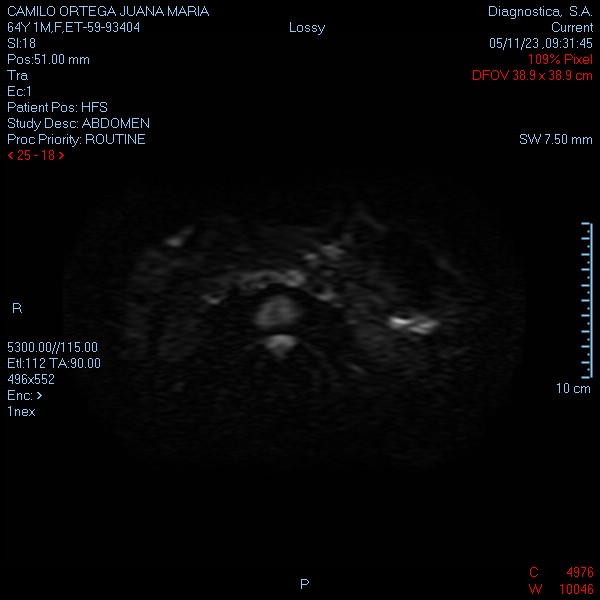 CAMILO ORTEGA JUANA MARIA
64Y 1M,F,ET-59-93404
Sl:18
Pos:51.00 mm
Tra
Ec:1
Patient Pos: HFS
Study Desc: ABDOMEN
Proc Priority: ROUTINE
< 25 - 18 >
Lossy
Diagnostica, S.A.
Current
05/11/23 ,09:31:45
109% Pixel
DFOV 38.9 x 38.9 cm
SW 7.50 mm
R
5300.00//115.00
Etl:112 TA:90.00
496x552
Enc: >
1nex
10 cm
P
C 4976
W 10046